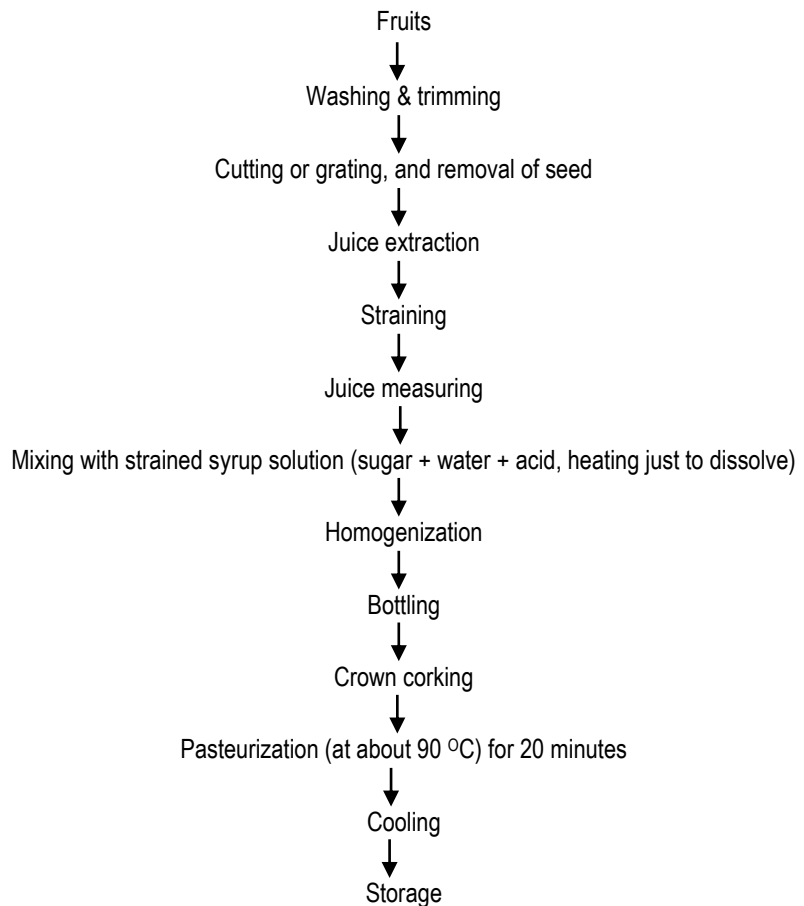 Fruits
Washing & trimming
Cutting or grating, and removal of seed
Juice extraction
Straining
Juice measuring
Mixing with strained syrup solution (sugar + water + acid, heating just to dissolve)
Homogenization
Bottling
Crown corking
Pasteurization (at about 90 ᴼC) for 20 minutes
Cooling
Storage